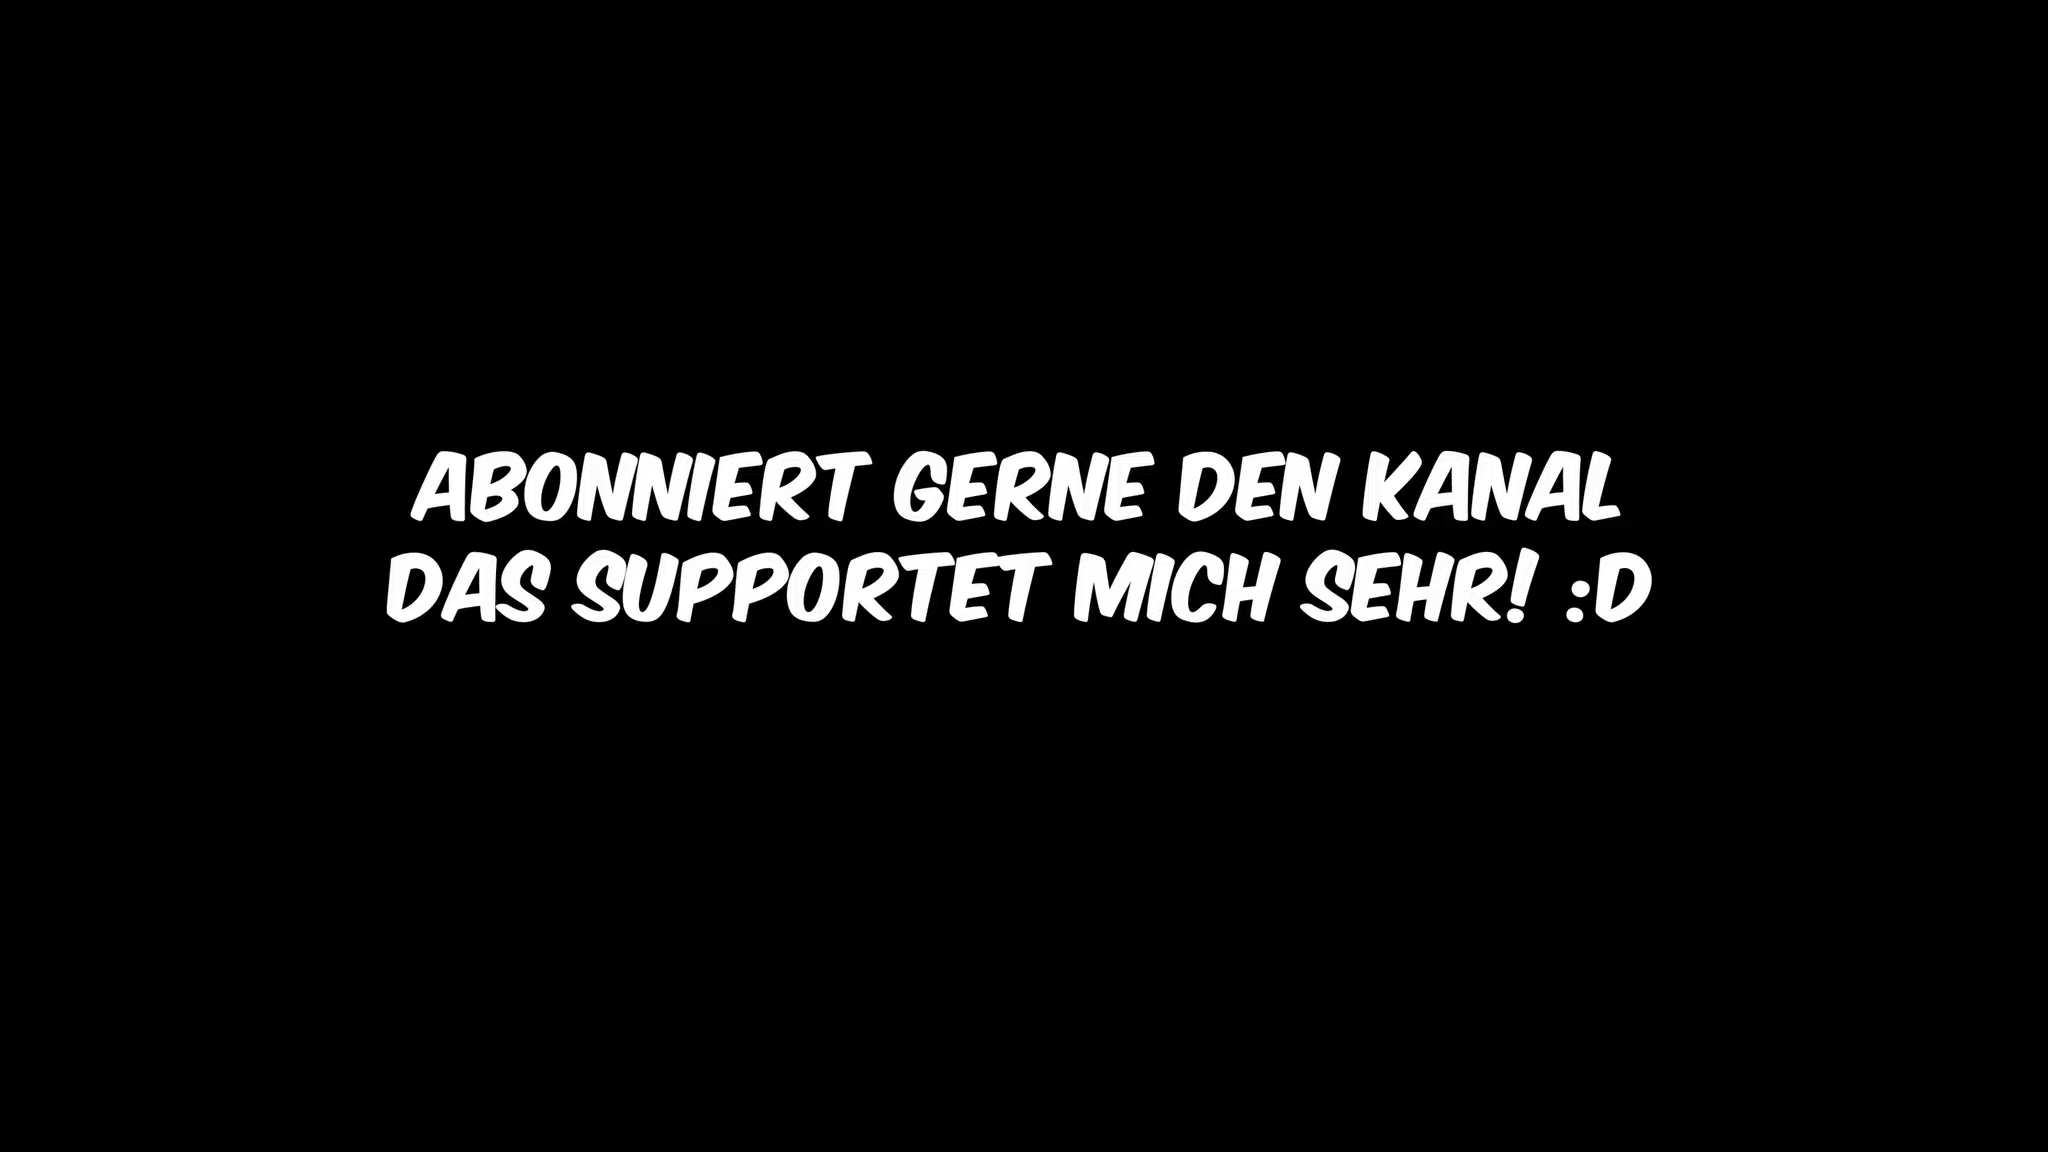 ABONNIERT GERNE DEN KANAL
DAS SUPPORTET MICH SEHR! :D